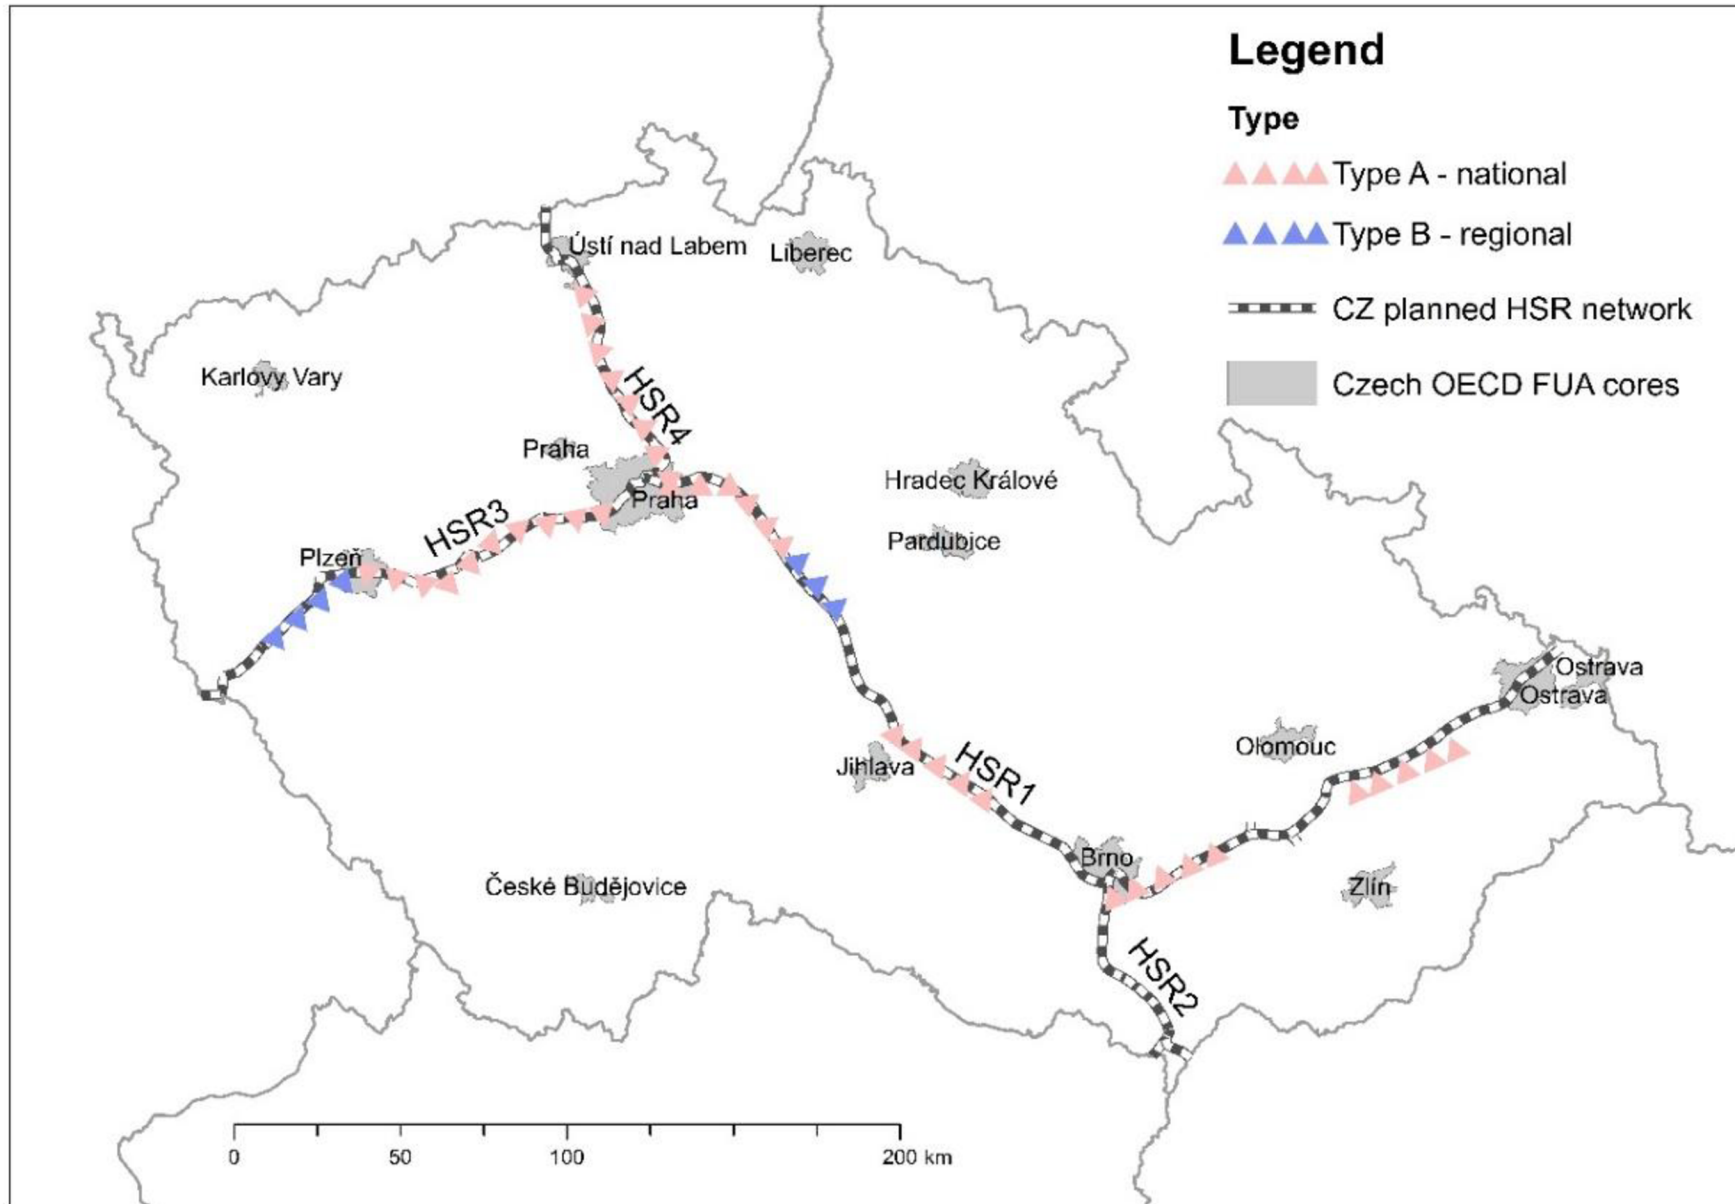 Legend
Type
Type A - national
Type B - regional
CZ planned HSR network
Czech OECD FUA cores
Ústí nad Labem
Liberec
Karlovy Vary
HSR4
Praha
Hradec Králové
Praha
HSR3
Pardubice
Plzeň
Ostrava
Ostrava
Olomouc
Jihlava
HSR1
Brno
České Budějovice
Zlín
HSR2
0 50 100 200 km